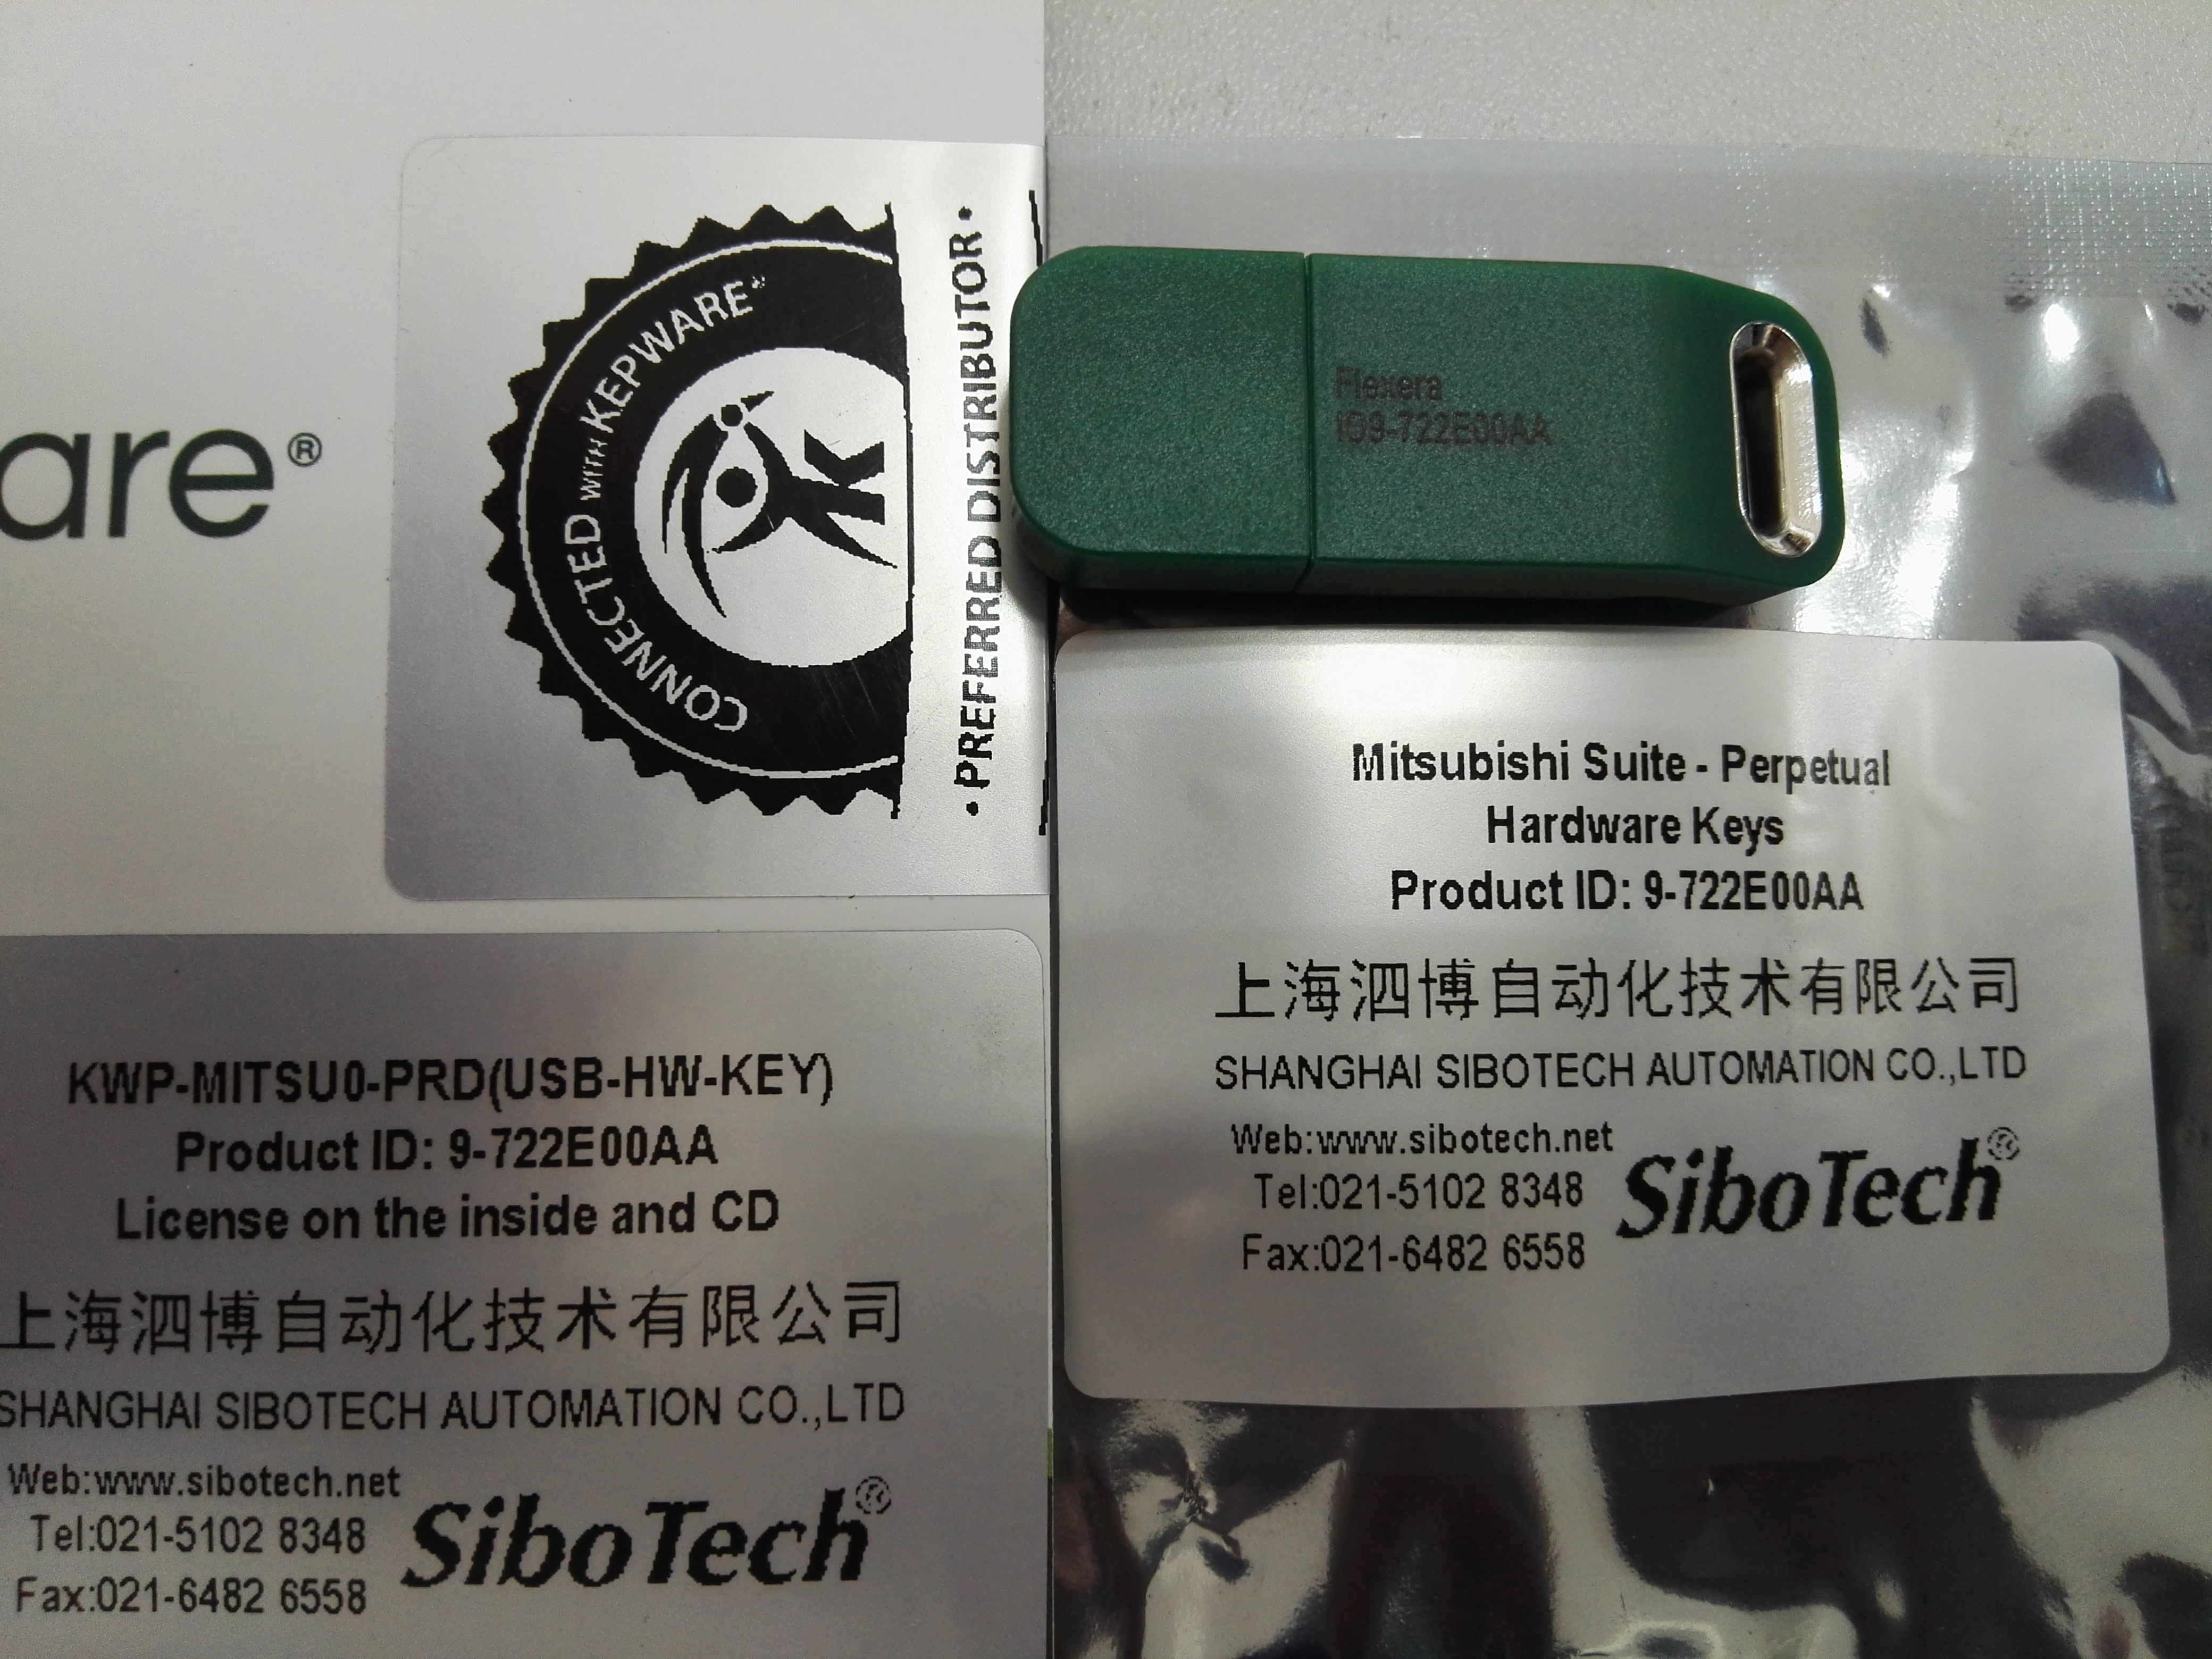 are®
CONNECTED WITH KEPWARE®
• PREFERRED DISTRIBUTOR •
Flexera
ID9-722E00AA
Mitsubishi Suite - Perpetual
Hardware Keys
Product ID: 9-722E00AA
上海泗博自动化技术有限公司
SHANGHAI SIBOTECH AUTOMATION CO.,LTD
Web:www.sibotech.net
Tel:021-5102 8348
Fax:021-6482 6558
SiboTech®
KWP-MITSU0-PRD(USB-HW-KEY)
Product ID: 9-722E00AA
License on the inside and CD
上海泗博自动化技术有限公司
SHANGHAI SIBOTECH AUTOMATION CO.,LTD
Web:www.sibotech.net
Tel:021-5102 8348
Fax:021-6482 6558
SiboTech®